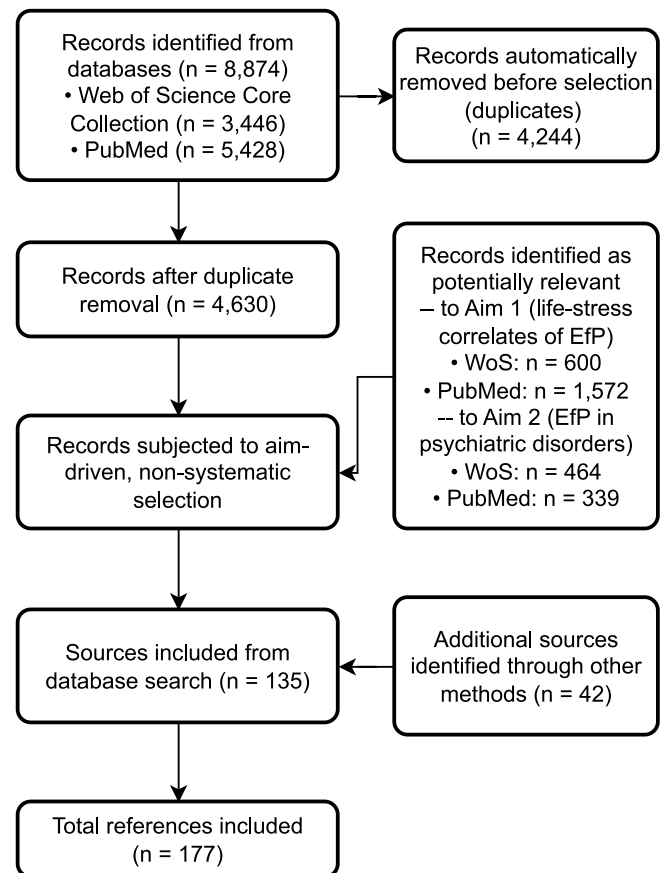 Records identified from
databases (n = 8,874)
• Web of Science Core
Collection (n = 3,446)
• PubMed (n = 5,428)
Records automatically
removed before selection
(duplicates)
(n = 4,244)
Records after duplicate
removal (n = 4,630)
Records identified as
potentially relevant
– to Aim 1 (life-stress
correlates of EfP)
• WoS: n = 600
• PubMed: n = 1,572
-- to Aim 2 (EfP in
psychiatric disorders)
• WoS: n = 464
• PubMed: n = 339
Records subjected to aim-
driven, non-systematic
selection
Sources included from
database search (n = 135)
Additional sources
identified through other
methods (n = 42)
Total references included
(n = 177)